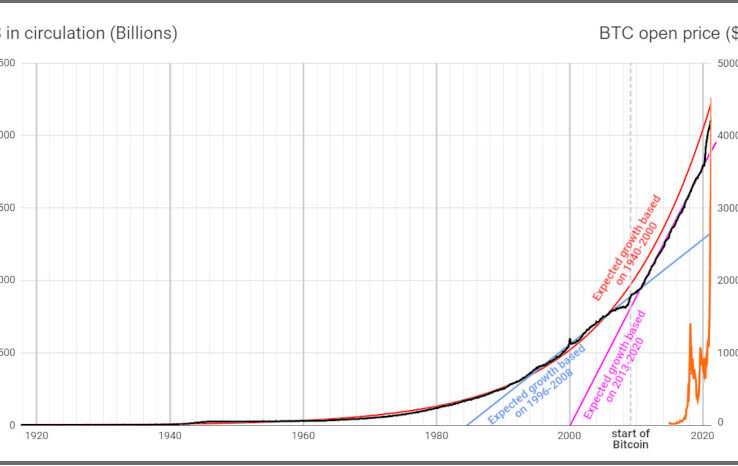 $ in circulation (Billions)
BTC open price ($
500
5000
000
4000
500
3000
000
2000
500
1000
0
0
Expected growth based
on 1940-2000
Expected growth based
on 1996-2008
Expected growth based
on 2013-2020
1920
1940
1960
1980
2000
start of
Bitcoin
2020